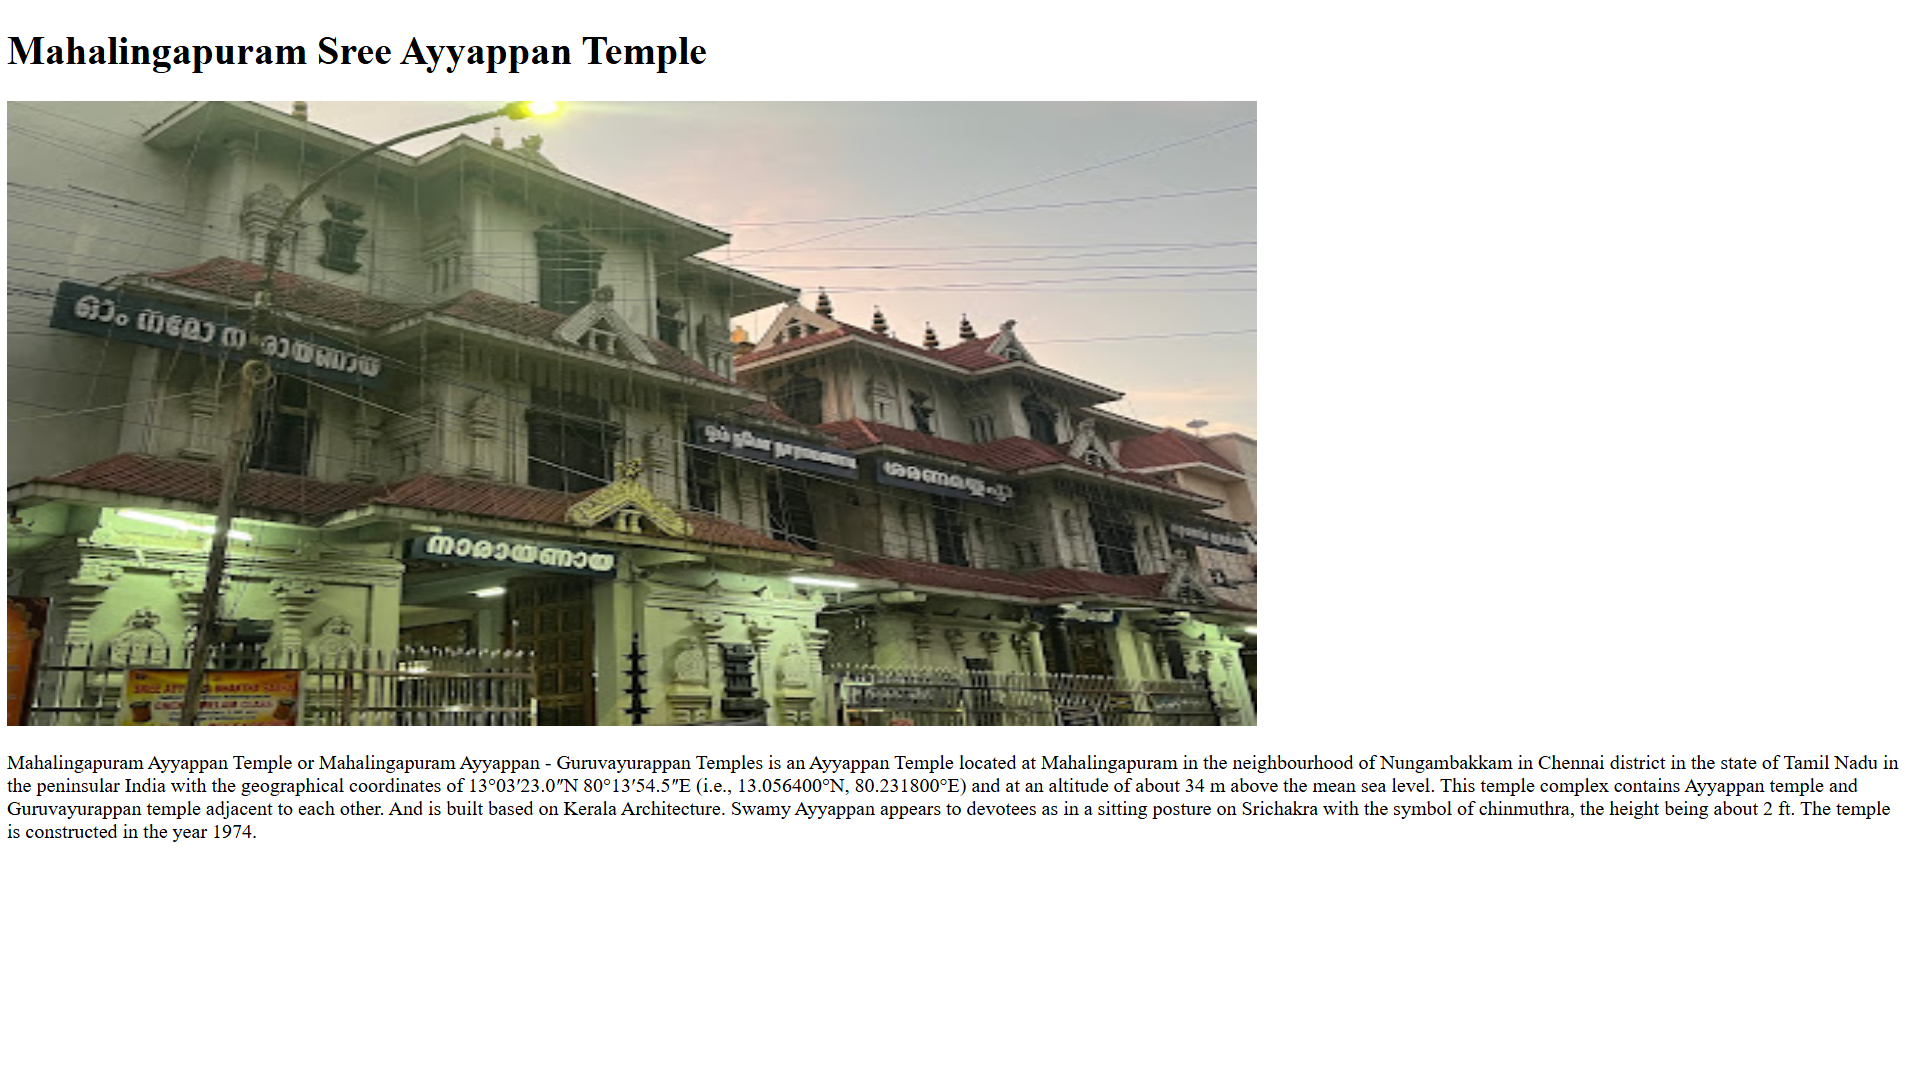 Mahalingapuram Sree Ayyappan Temple
ഓം നമോ നാരായണായ
ശരണമയ്യപ്പാ
നാരായണായ
Mahalingapuram Ayyappan Temple or Mahalingapuram Ayyappan - Guruvayurappan Temples is an Ayyappan Temple located at Mahalingapuram in the neighbourhood of Nungambakkam in Chennai district in the state of Tamil Nadu in
the peninsular India with the geographical coordinates of 13°03′23.0″N 80°13′54.5″E (i.e., 13.056400°N, 80.231800°E) and at an altitude of about 34 m above the mean sea level. This temple complex contains Ayyappan temple and
Guruvayurappan temple adjacent to each other. And is built based on Kerala Architecture. Swamy Ayyappan appears to devotees as in a sitting posture on Srichakra with the symbol of chinmuthra, the height being about 2 ft. The temple
is constructed in the year 1974.